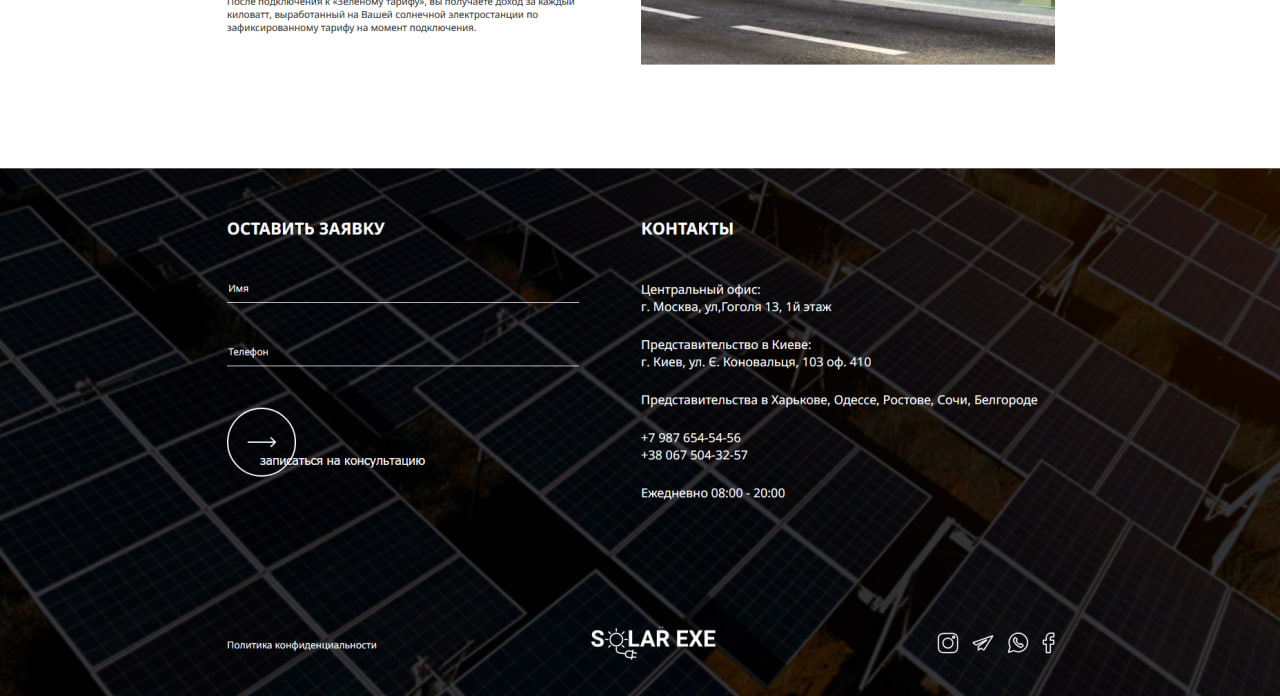 После подключения к «Зеленому тарифу», вы получаете доход за каждый
киловатт, выработанный на Вашей солнечной электростанции по
зафиксированному тарифу на момент подключения.
ОСТАВИТЬ ЗАЯВКУ
Имя
Телефон
записаться на консультацию
КОНТАКТЫ
Центральный офис:
г. Москва, ул,Гоголя 13, 1й этаж
Представительство в Киеве:
г. Киев, ул. Є. Коновальця, 103 оф. 410
Представительства в Харькове, Одессе, Ростове, Сочи, Белгороде
+7 987 654-54-56
+38 067 504-32-57
Ежедневно 08:00 - 20:00
Политика конфиденциальности
SOLAR EXE